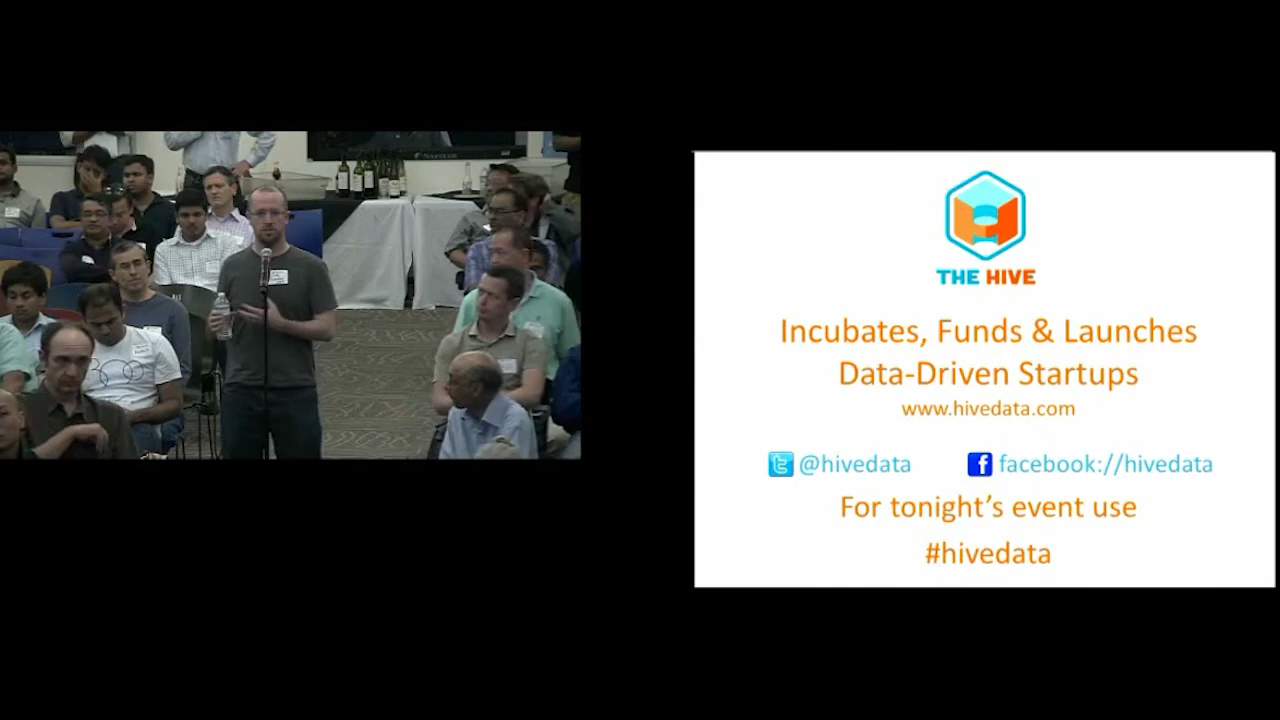 THE HIVE
Incubates, Funds & Launches
Data-Driven Startups
www.hivedata.com
@hivedata
facebook://hivedata
For tonight's event use
#hivedata